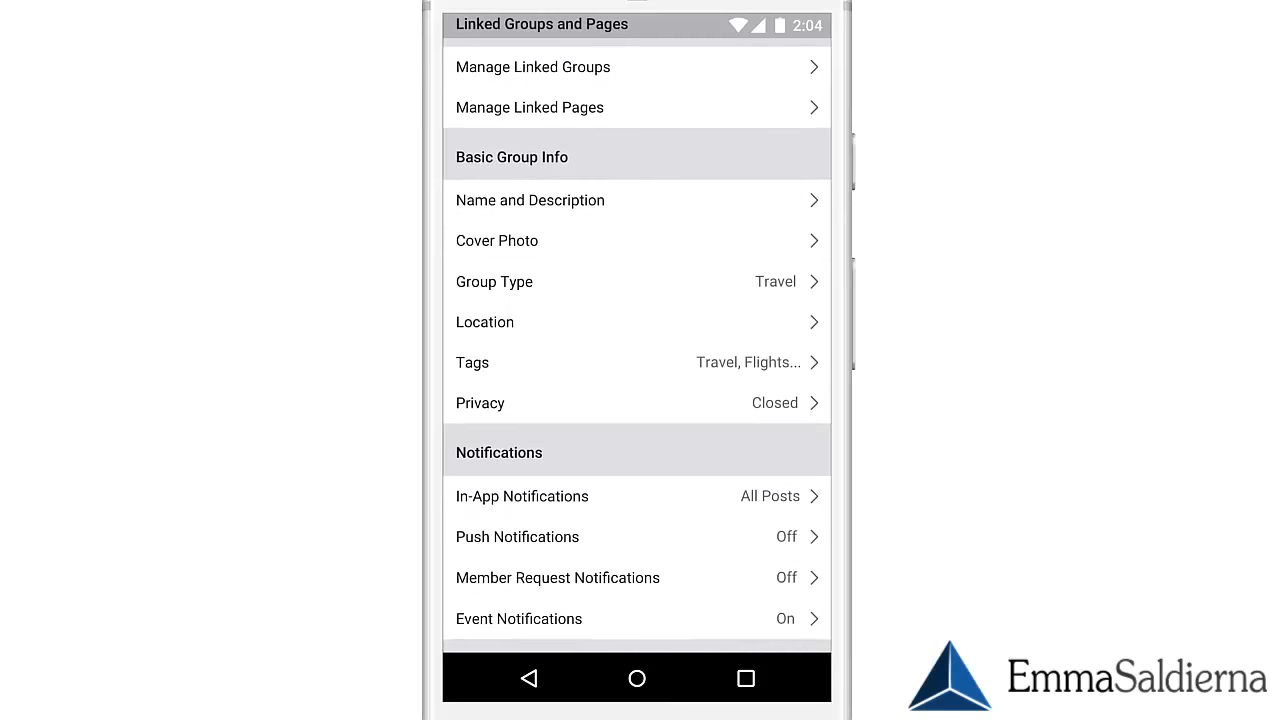 Linked Groups and Pages 2:04
Manage Linked Groups
Manage Linked Pages
Basic Group Info
Name and Description
Cover Photo
Group Type Travel
Location
Tags Travel, Flights...
Privacy Closed
Notifications
In-App Notifications All Posts
Push Notifications Off
Member Request Notifications Off
Event Notifications On
EmmaSaldierna